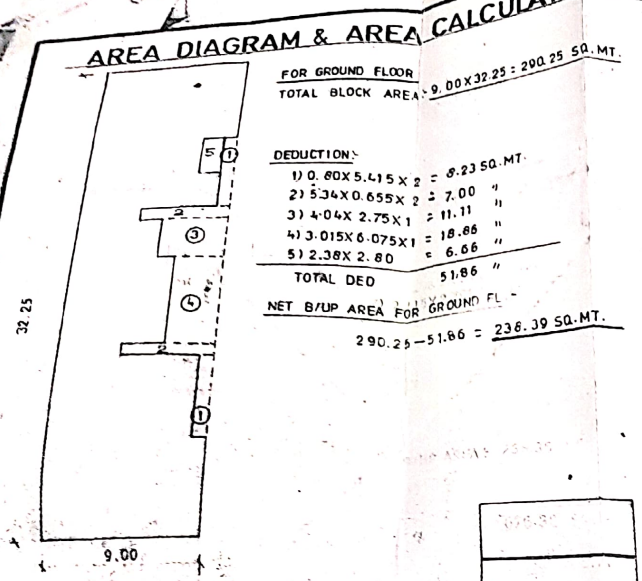 AREA DIAGRAM & AREA CALCULA
FOR GROUND FLOOR
TOTAL BLOCK AREA:- 9.00X32.25 = 290.25 SQ.MT.
DEDUCTION:-
1) 0.80X5.415X2 = 8.23 SQ.MT.
2) 5.34X0.655X2 = 7.00 "
3) 4.04X2.75X1 = 11.11 "
4) 3.015X6.075X1 = 18.86 "
5) 2.38X2.80 = 6.66 "
TOTAL DED 51.86 "
NET B/UP AREA FOR GROUND FL -
290.25-51.86 = 238.39 SQ.MT.
5 1
2
3
4
2
1
32.25
9.00